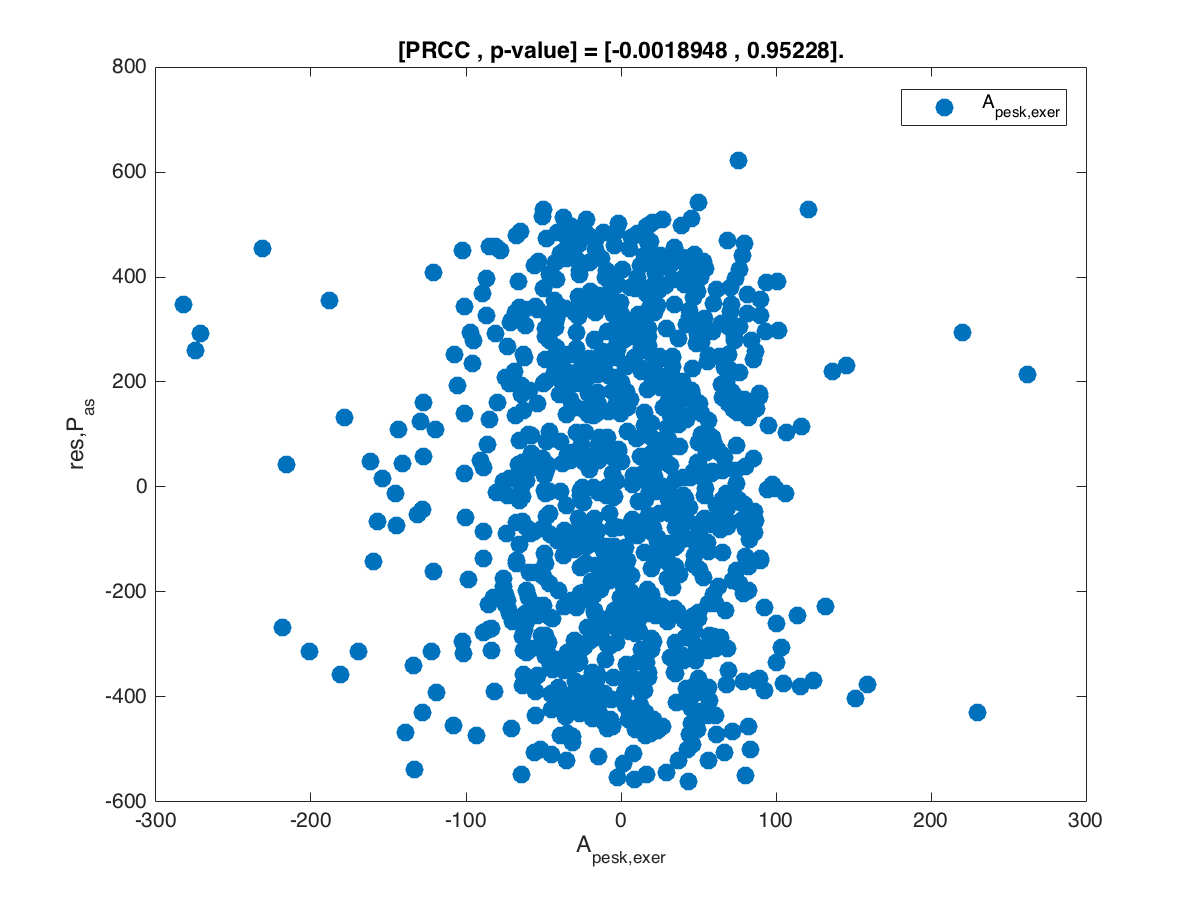 [PRCC , p-value] = [-0.0018948 , 0.95228].
800
600
400
200
0
-200
-400
-600
res,P_as
A_pesk,exer
-300 -200 -100 0 100 200 300
A_pesk,exer